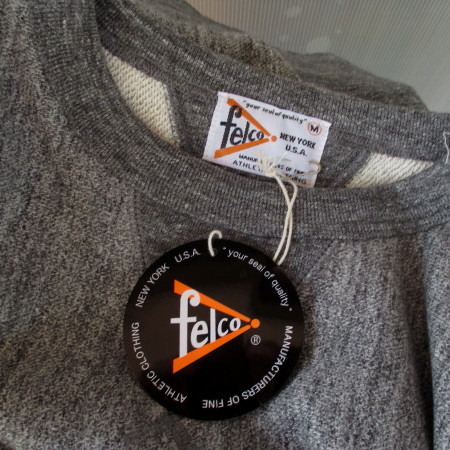 "your seal of quality"
felco
M
NEW YORK
U.S.A.
ATHLETIC
NEW YORK U.S.A. "your seal of quality"
felco ®
MANUFACTURERS OF FINE ATHLETIC CLOTHING